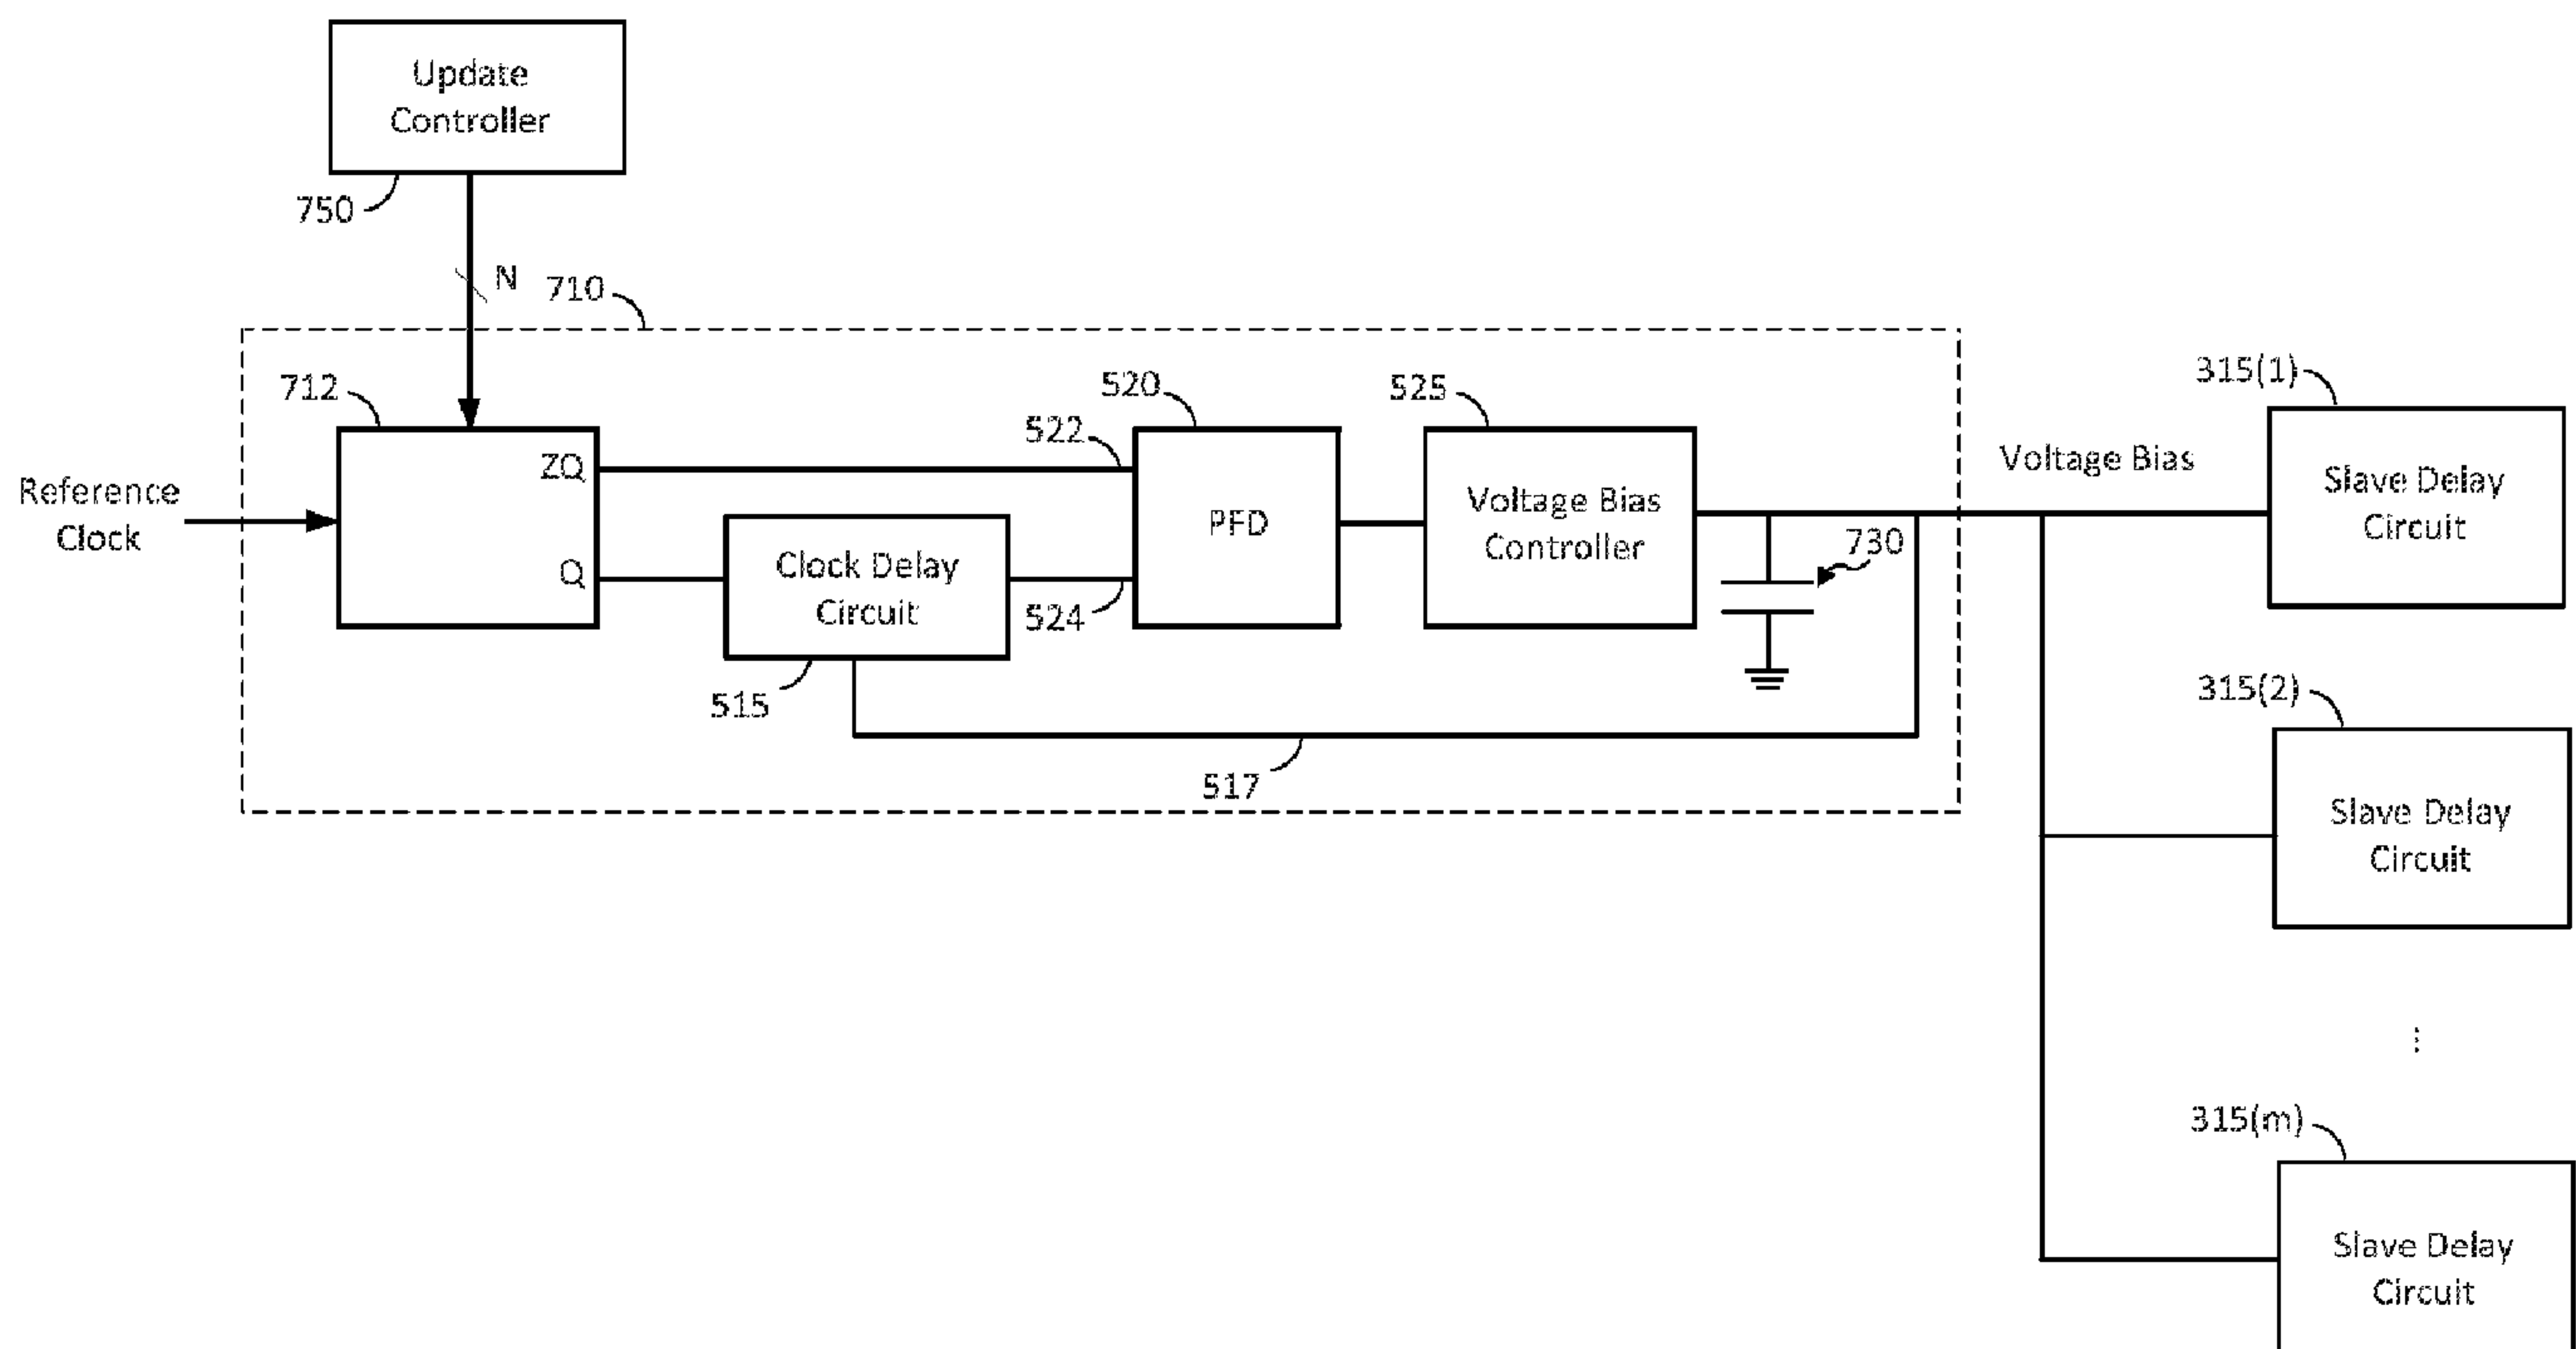 Update
Controller
750
N
710
712
ZQ
Q
Reference
Clock
Clock Delay
Circuit
515
522
524
520
PFD
525
Voltage Bias
Controller
730
517
Voltage Bias
315(1)
Slave Delay
Circuit
315(2)
Slave Delay
Circuit
...
315(m)
Slave Delay
Circuit